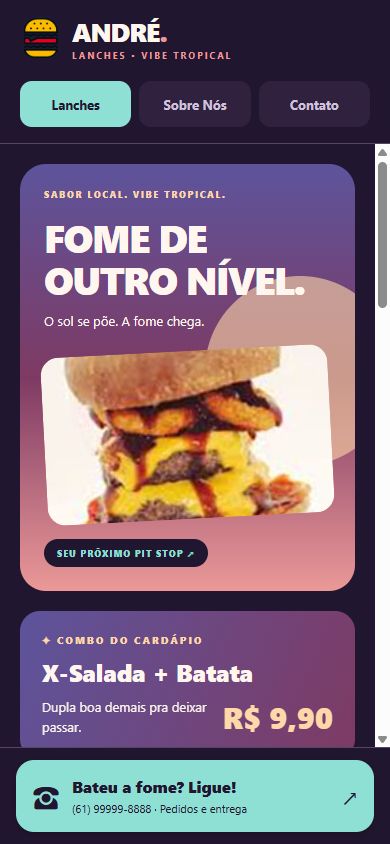 ANDRÉ.
LANCHES • VIBE TROPICAL
Lanches
Sobre Nós
Contato
SABOR LOCAL. VIBE TROPICAL.
FOME DE
OUTRO NÍVEL.
O sol se põe. A fome chega.
SEU PRÓXIMO PIT STOP ↗
✦ COMBO DO CARDÁPIO
X-Salada + Batata
Dupla boa demais pra deixar
passar.
R$ 9,90
Bateu a fome? Ligue!
(61) 99999-8888 · Pedidos e entrega
↗